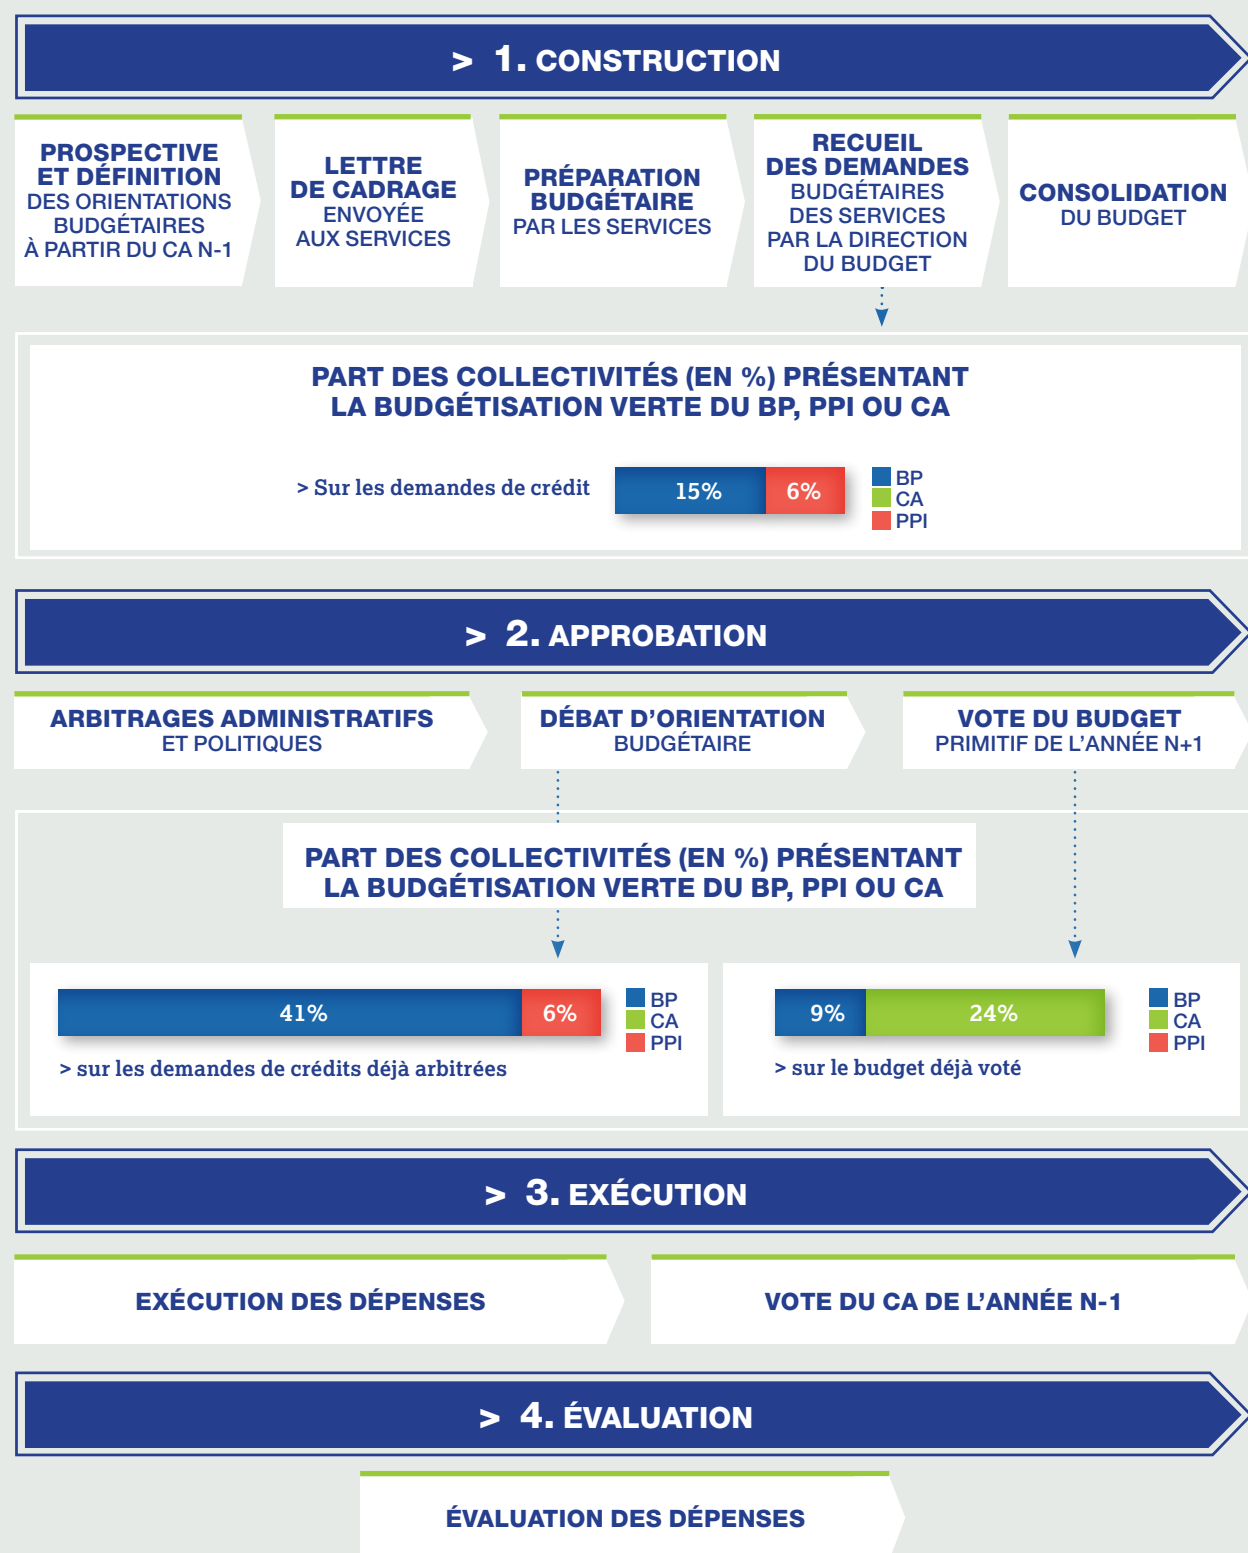 > 1. CONSTRUCTION
PROSPECTIVE
ET DÉFINITION
DES ORIENTATIONS
BUDGÉTAIRES
À PARTIR DU CA N-1
LETTRE
DE CADRAGE
ENVOYÉE
AUX SERVICES
PRÉPARATION
BUDGÉTAIRE
PAR LES SERVICES
RECUEIL
DES DEMANDES
BUDGÉTAIRES
DES SERVICES
PAR LA DIRECTION
DU BUDGET
CONSOLIDATION
DU BUDGET
PART DES COLLECTIVITÉS (EN %) PRÉSENTANT
LA BUDGÉTISATION VERTE DU BP, PPI OU CA
> Sur les demandes de crédit
15% 6%
BP
CA
PPI
> 2. APPROBATION
ARBITRAGES ADMINISTRATIFS
ET POLITIQUES
DÉBAT D'ORIENTATION
BUDGÉTAIRE
VOTE DU BUDGET
PRIMITIF DE L'ANNÉE N+1
PART DES COLLECTIVITÉS (EN %) PRÉSENTANT
LA BUDGÉTISATION VERTE DU BP, PPI OU CA
41% 6%
BP
CA
PPI
> sur les demandes de crédits déjà arbitrées
9% 24%
BP
CA
PPI
> sur le budget déjà voté
> 3. EXÉCUTION
EXÉCUTION DES DÉPENSES
VOTE DU CA DE L'ANNÉE N-1
> 4. ÉVALUATION
ÉVALUATION DES DÉPENSES